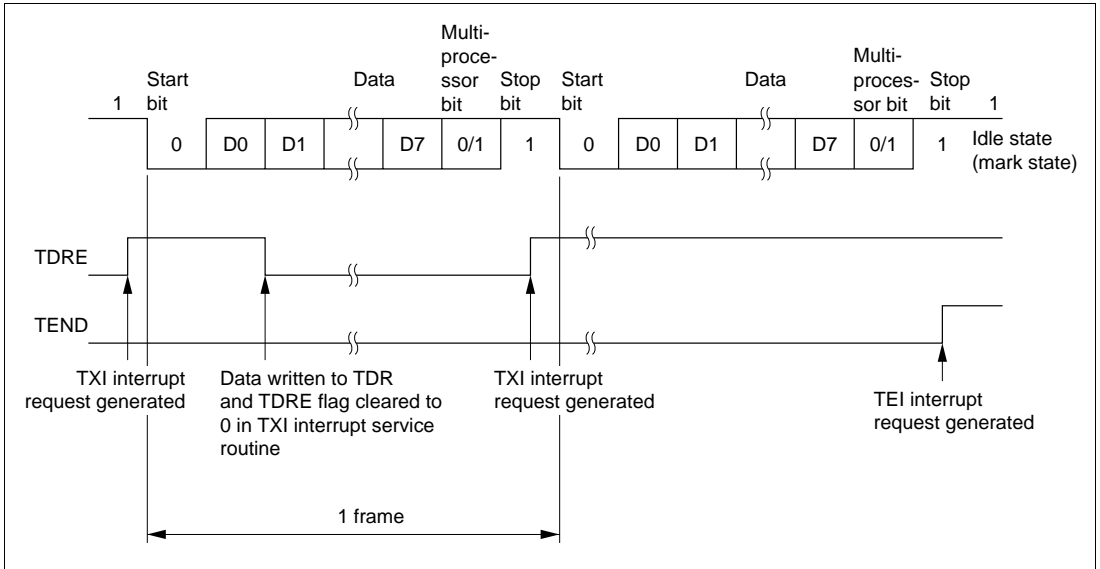 1
Start
bit
Data
Multi-
proce-
ssor
bit
Stop
bit
Start
bit
Data
Multi-
proces-
sor bit
Stop
bit
1
0 D0 D1 D7 0/1 1 0 D0 D1 D7 0/1 1
Idle state
(mark state)
TDRE
TEND
TXI interrupt
request generated
Data written to TDR
and TDRE flag cleared to
0 in TXI interrupt service
routine
TXI interrupt
request generated
TEI interrupt
request generated
1 frame